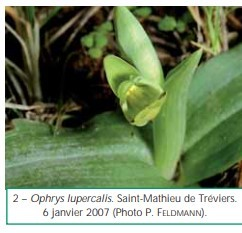 2 – Ophrys lupercalis. Saint-Mathieu de Tréviers.
6 janvier 2007 (Photo P. FELDMANN).